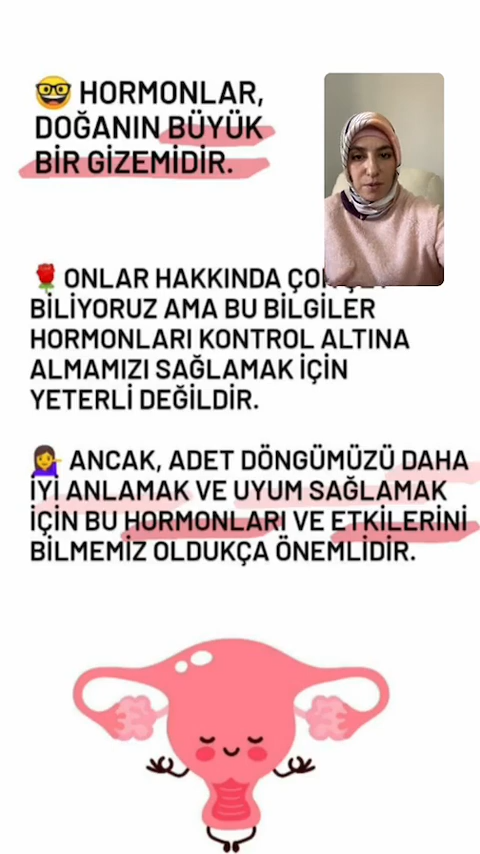 HORMONLAR,
DOĞANIN BÜYÜK
BİR GİZEMİDİR.
ONLAR HAKKINDA
BİLİYORUZ AMA BU BİLGİLER
HORMONLARI KONTROL ALTINA
ALMAMIZI SAĞLAMAK İÇİN
YETERLİ DEĞİLDİR.
ANCAK, ADET DÖNGÜMÜZÜ DAHA
İYİ ANLAMAK VE UYUM SAĞLAMAK
İÇİN BU HORMONLARI VE ETKİLERİNİ
BİLMEMİZ OLDUKÇA ÖNEMLİDİR.